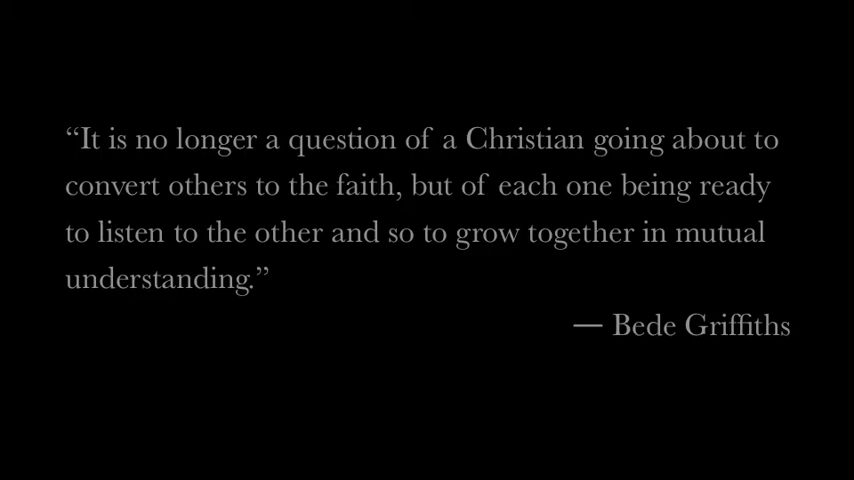 “It is no longer a question of a Christian going about to
convert others to the faith, but of each one being ready
to listen to the other and so to grow together in mutual
understanding.”
— Bede Griffiths